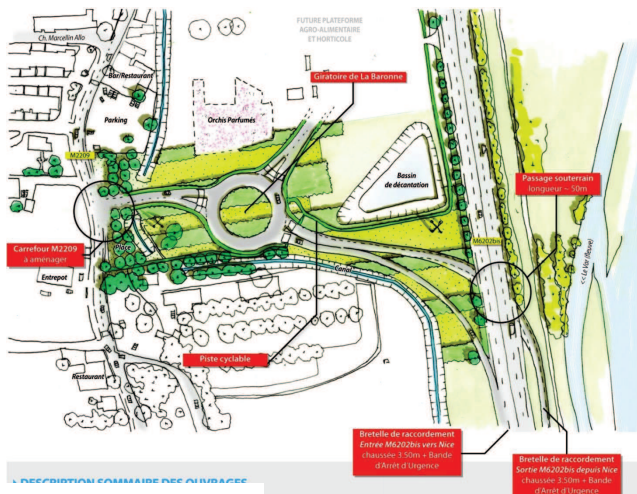 FUTURE PLATEFORME
AGRO-ALIMENTAIRE
ET HORTICOLE
Ch. Marcellin Allo
Bar/Restaurant
Giratoire de La Baronne
Parking
Orchis Parfumés
M2209
Bassin
de décantation
Passage souterrain
longueur ~ 50m
Carrefour M2209
à aménager
Place
M6202bis
<< Le Var (fleuve)
Entrepot
Canal
Piste cyclable
Restaurant
Bretelle de raccordement
Entrée M6202bis vers Nice
chaussée 3.50m + Bande
d'Arrêt d'Urgence
Bretelle de raccordement
Sortie M6202bis depuis Nice
chaussée 3.50m + Bande
d'Arrêt d'Urgence
DESCRIPTION SOMMAIRE DES OUVRAGES